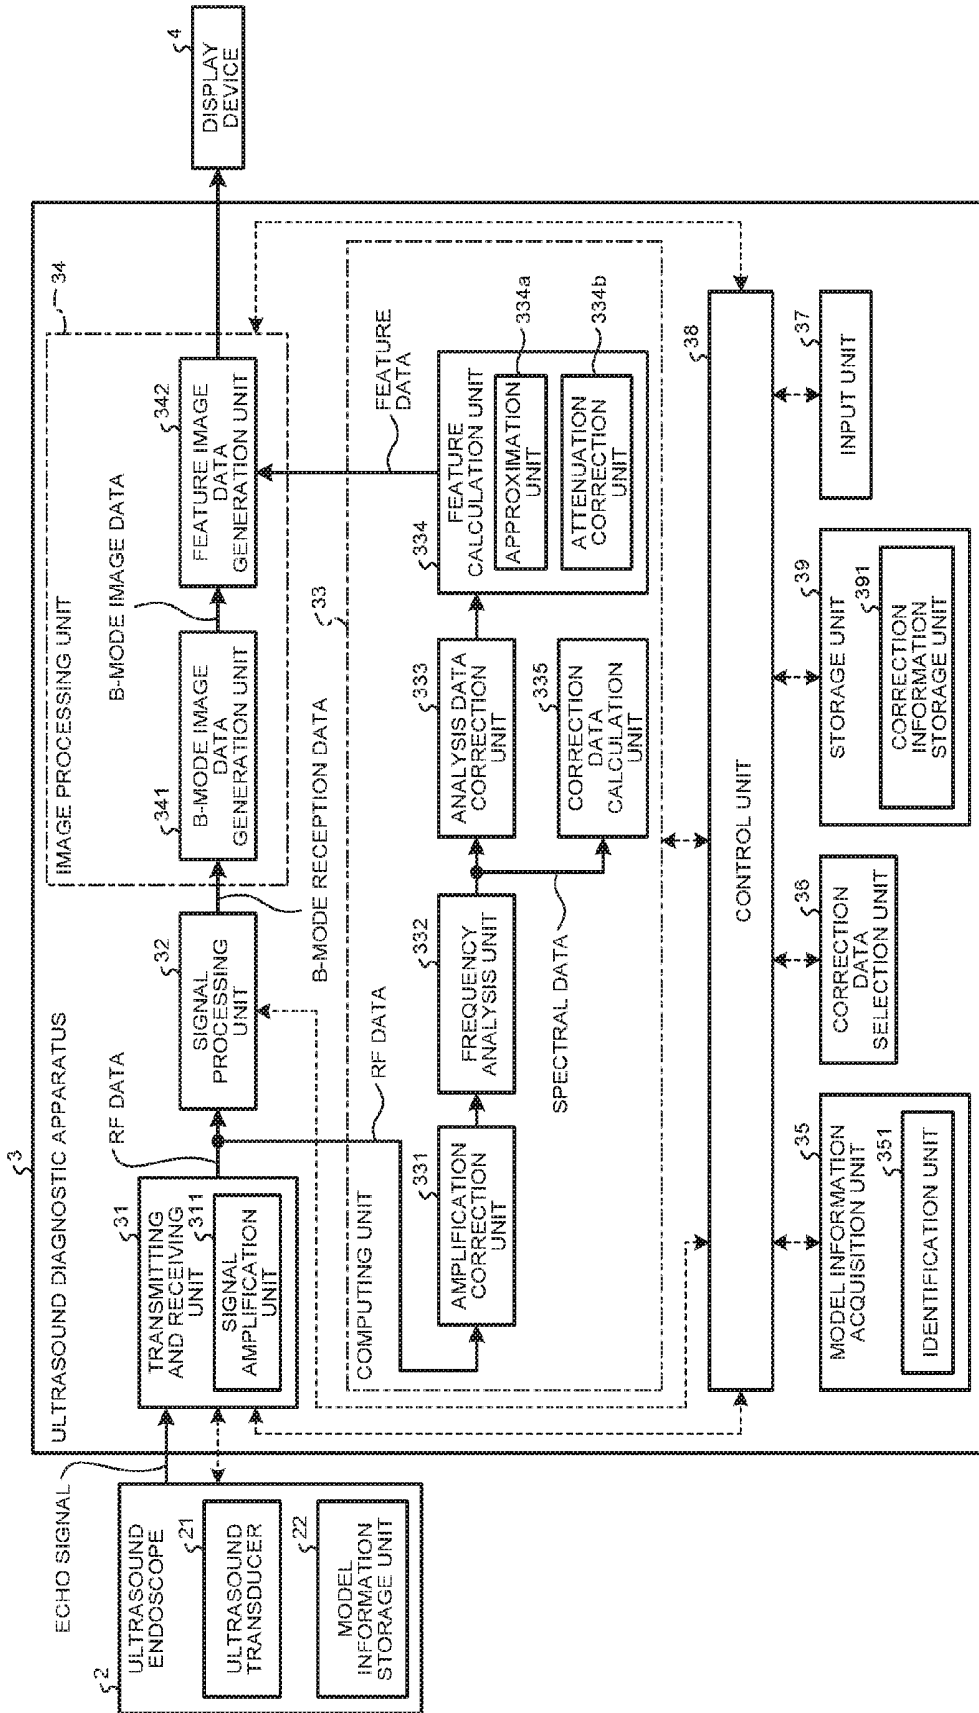 3
ULTRASOUND DIAGNOSTIC APPARATUS
ECHO SIGNAL
2
ULTRASOUND
ENDOSCOPE
21
ULTRASOUND
TRANSDUCER
22
MODEL
INFORMATION
STORAGE UNIT
31
TRANSMITTING
AND RECEIVING
UNIT
311
SIGNAL
AMPLIFICATION
UNIT
RF DATA
32
SIGNAL
PROCESSING
UNIT
B-MODE RECEPTION DATA
IMAGE PROCESSING UNIT
34
341
B-MODE IMAGE
DATA
GENERATION UNIT
B-MODE IMAGE DATA
342
FEATURE IMAGE
DATA
GENERATION UNIT
4
DISPLAY
DEVICE
COMPUTING UNIT
33
RF DATA
331
AMPLIFICATION
CORRECTION
UNIT
332
FREQUENCY
ANALYSIS UNIT
SPECTRAL DATA
333
ANALYSIS DATA
CORRECTION
UNIT
335
CORRECTION
DATA
CALCULATION
UNIT
334
FEATURE
CALCULATION UNIT
APPROXIMATION
UNIT
334a
ATTENUATION
CORRECTION
UNIT
334b
FEATURE
DATA
CONTROL UNIT
38
35
MODEL INFORMATION
ACQUISITION UNIT
351
IDENTIFICATION UNIT
36
CORRECTION
DATA
SELECTION UNIT
39
STORAGE UNIT
391
CORRECTION
INFORMATION
STORAGE UNIT
37
INPUT UNIT